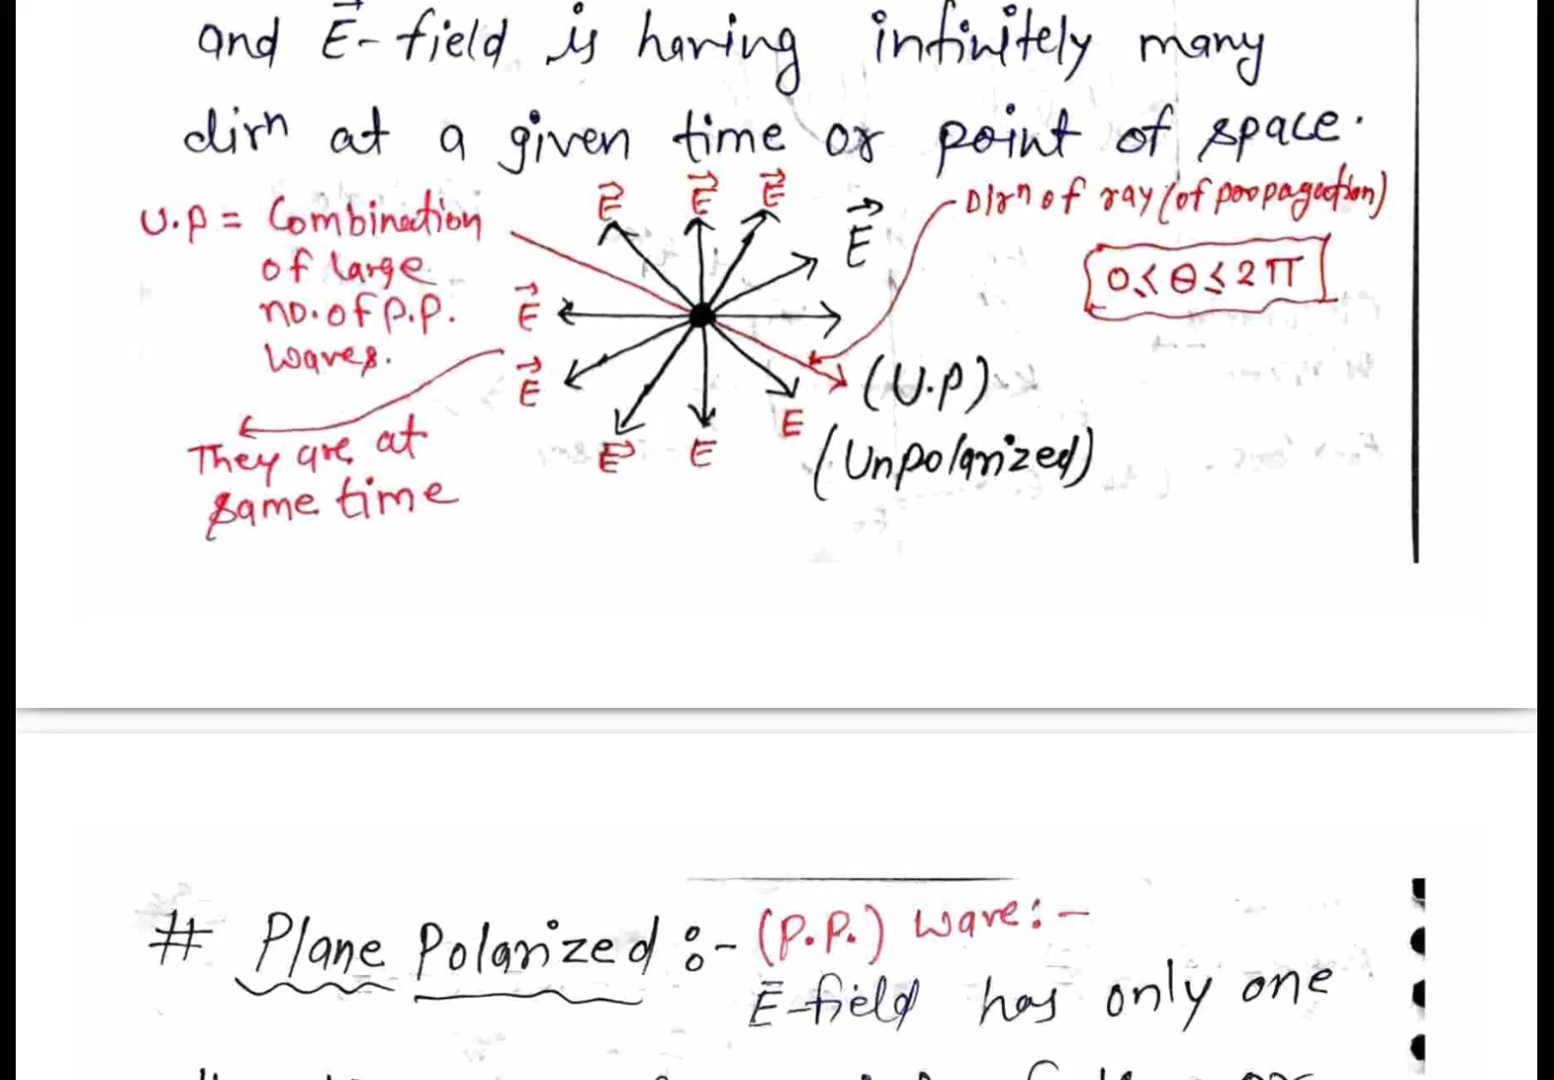 and E⃗-field is having infinitely many
dirn at a given time or point of space.
U.P = Combination
of large
no. of P.P.
waves.
They are at
same time
E⃗ E⃗ E⃗
E⃗
E⃗
E⃗
E⃗ E E
Dirn of ray (of propagation)
0 ≤ θ ≤ 2π
(U.P)
(Unpolarized)
# Plane Polarized :- (P.P.) wave :-
E-field has only one